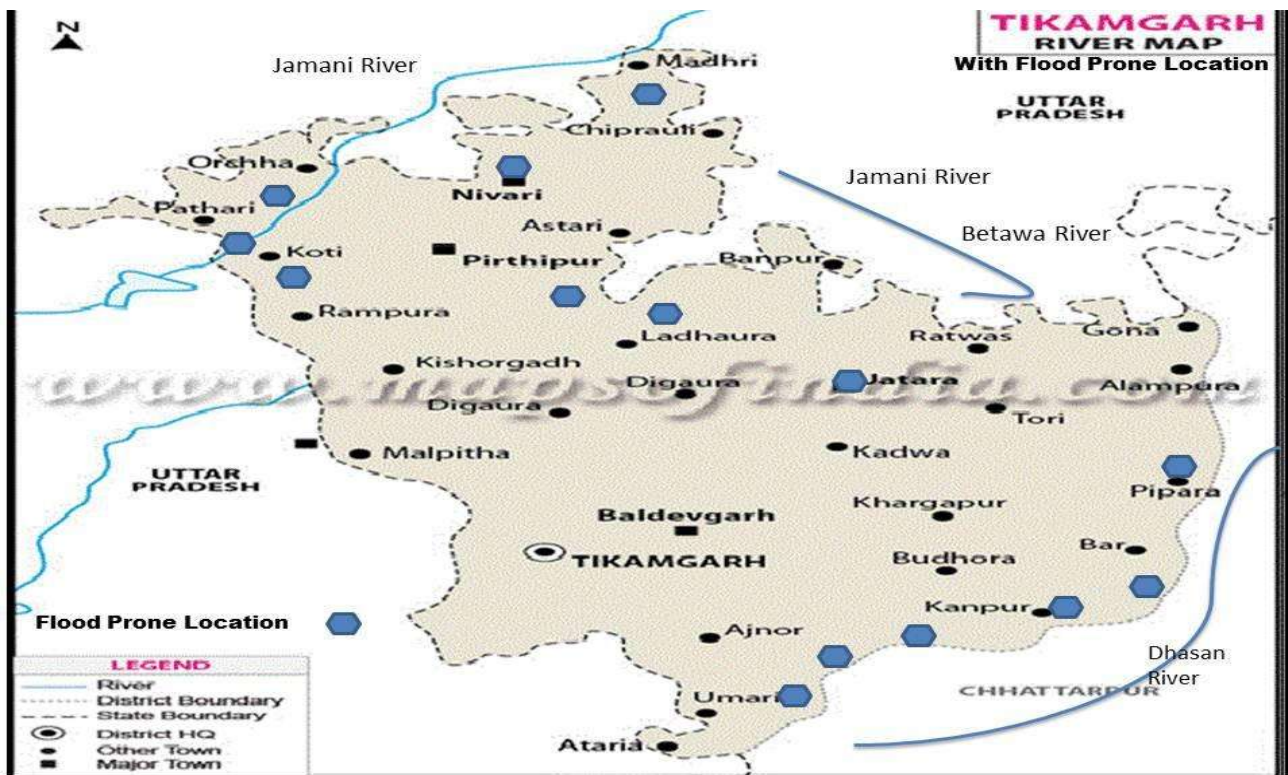 N
TIKAMGARH
RIVER MAP
With Flood Prone Location
Jamani River
Madhri
UTTAR
PRADESH
Chiprauli
Orchha
Nivari
Jamani River
Pathari
Astari
Betawa River
Koti
Pirthipur
Banpur
Rampura
Ladhaura
Ratwas
Gona
Kishorgadh
Digaura
Jatara
Alampura
www.mapsofindia.com
Digaura
Tori
Malpitha
Kadwa
UTTAR
PRADESH
Pipara
Khargapur
Baldevgarh
TIKAMGARH
Budhora
Bar
Kanpur
Flood Prone Location
Ajnor
Dhasan
River
CHHATTARPUR
Umari
Ataria
LEGEND
River
District Boundary
State Boundary
District HQ
Other Town
Major Town